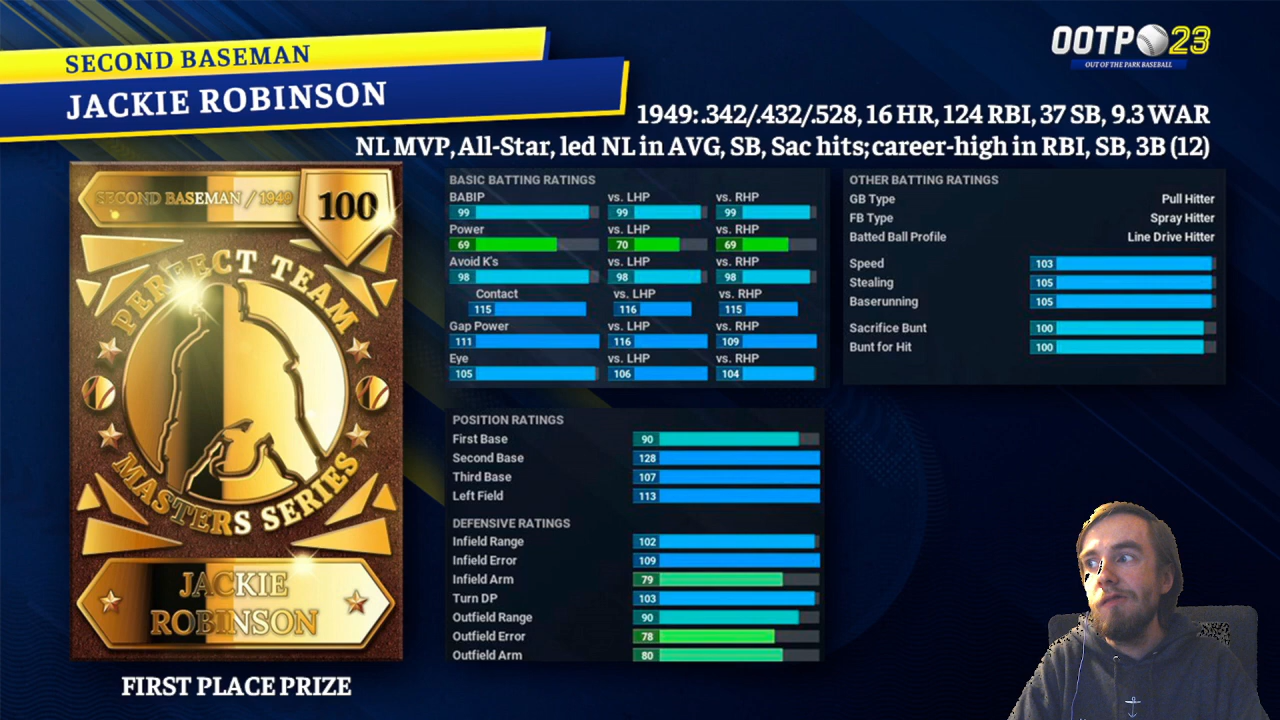 SECOND BASEMAN
JACKIE ROBINSON
OOTP 23
OUT OF THE PARK BASEBALL
1949: .342/.432/.528, 16 HR, 124 RBI, 37 SB, 9.3 WAR
NL MVP, All-Star, led NL in AVG, SB, Sac hits; career-high in RBI, SB, 3B (12)
SECOND BASEMAN / 1949
100
PERFECT TEAM
MASTERS SERIES
JACKIE
ROBINSON
FIRST PLACE PRIZE
BASIC BATTING RATINGS
BABIP vs. LHP vs. RHP
99 99 99
Power vs. LHP vs. RHP
69 70 69
Avoid K's vs. LHP vs. RHP
98 98 98
Contact vs. LHP vs. RHP
115 116 115
Gap Power vs. LHP vs. RHP
111 116 109
Eye vs. LHP vs. RHP
105 106 104
OTHER BATTING RATINGS
GB Type Pull Hitter
FB Type Spray Hitter
Batted Ball Profile Line Drive Hitter
Speed 103
Stealing 105
Baserunning 105
Sacrifice Bunt 100
Bunt for Hit 100
POSITION RATINGS
First Base 90
Second Base 128
Third Base 107
Left Field 113
DEFENSIVE RATINGS
Infield Range 102
Infield Error 109
Infield Arm 79
Turn DP 103
Outfield Range 90
Outfield Error 78
Outfield Arm 80